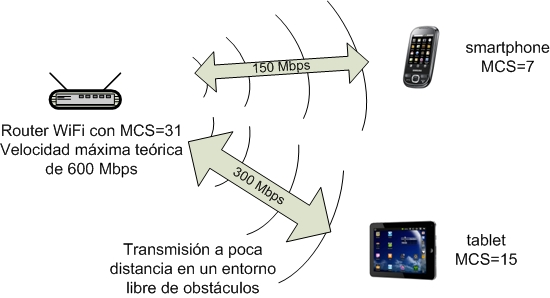 150 Mbps
smartphone
MCS=7
Router WiFi con MCS=31
Velocidad máxima teórica
de 600 Mbps
300 Mbps
Transmisión a poca
distancia en un entorno
libre de obstáculos
tablet
MCS=15